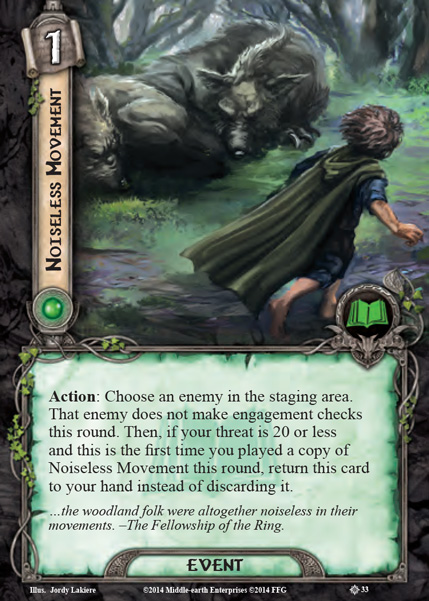 1
NOISELESS MOVEMENT
Action: Choose an enemy in the staging area.
That enemy does not make engagement checks
this round. Then, if your threat is 20 or less
and this is the first time you played a copy of
Noiseless Movement this round, return this card
to your hand instead of discarding it.
...the woodland folk were altogether noiseless in their
movements. –The Fellowship of the Ring.
EVENT
Illus. Jordy Lakiere ©2014 Middle-earth Enterprises ©2014 FFG 33